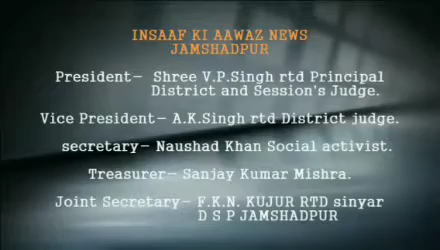 INSAAF KI AAWAZ NEWS
JAMSHADPUR
President- Shree V.P.Singh rtd Principal
District and Session's Judge.
Vice President- A.K.Singh rtd District judge.
secretary- Naushad Khan Social activist.
Treasurer- Sanjay Kumar Mishra.
Joint Secretary- F.K.N. KUJUR RTD sinyar
D S P JAMSHADPUR